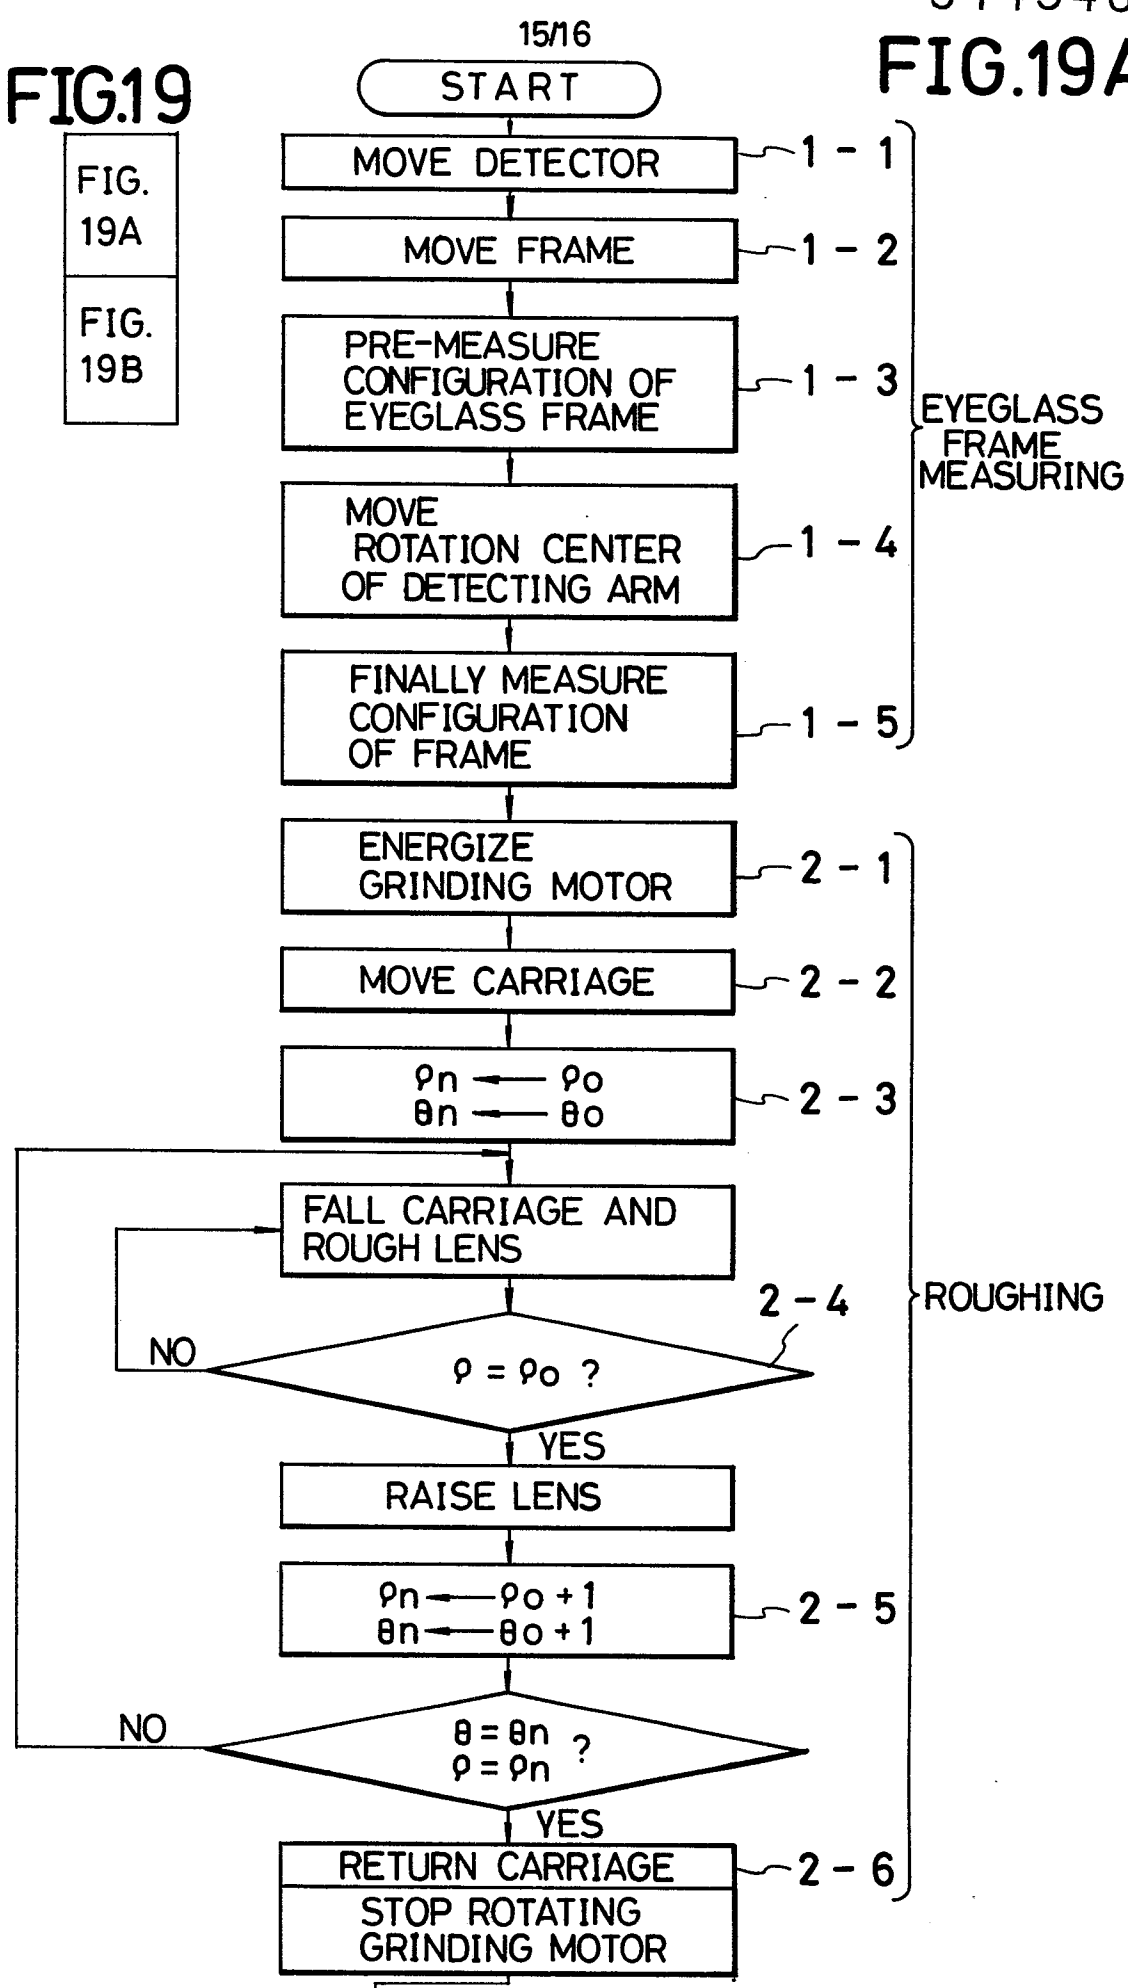 15/16
FIG.19
FIG.19A
FIG.
19A
FIG.
19B
START
MOVE DETECTOR
1-1
MOVE FRAME
1-2
PRE-MEASURE
CONFIGURATION OF
EYEGLASS FRAME
1-3
EYEGLASS
FRAME
MEASURING
MOVE
ROTATION CENTER
OF DETECTING ARM
1-4
FINALLY MEASURE
CONFIGURATION
OF FRAME
1-5
ENERGIZE
GRINDING MOTOR
2-1
MOVE CARRIAGE
2-2
ρn ← ρo
θn ← θo
2-3
FALL CARRIAGE AND
ROUGH LENS
ROUGHING
2-4
NO
ρ = ρo ?
YES
RAISE LENS
ρn ← ρo + 1
θn ← θo + 1
2-5
NO
θ = θn
ρ = ρn
?
YES
RETURN CARRIAGE
2-6
STOP ROTATING
GRINDING MOTOR